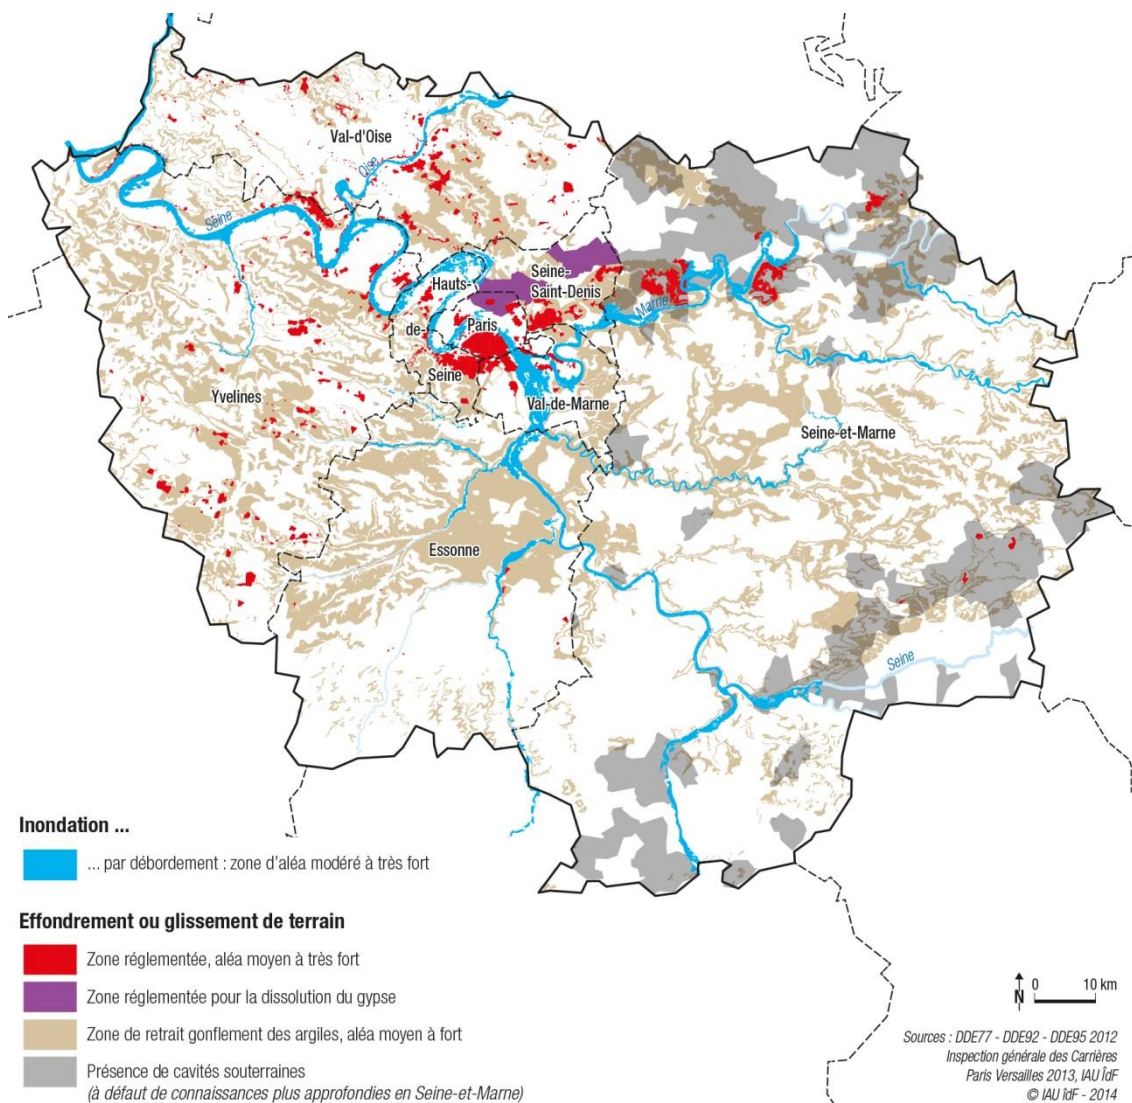 Val-d'Oise
Oise
Seine
Hauts-
Seine-
Saint-Denis
Marne
de-
Paris
Seine
Yvelines
Val-de-Marne
Seine-et-Marne
Essonne
Seine
Inondation ...
... par débordement : zone d'aléa modéré à très fort
Effondrement ou glissement de terrain
Zone réglementée, aléa moyen à très fort
Zone réglementée pour la dissolution du gypse
Zone de retrait gonflement des argiles, aléa moyen à fort
Présence de cavités souterraines
(à défaut de connaissances plus approfondies en Seine-et-Marne)
N
0 10 km
Sources : DDE77 - DDE92 - DDE95 2012
Inspection générale des Carrières
Paris Versailles 2013, IAU ÎdF
© IAU îdF - 2014